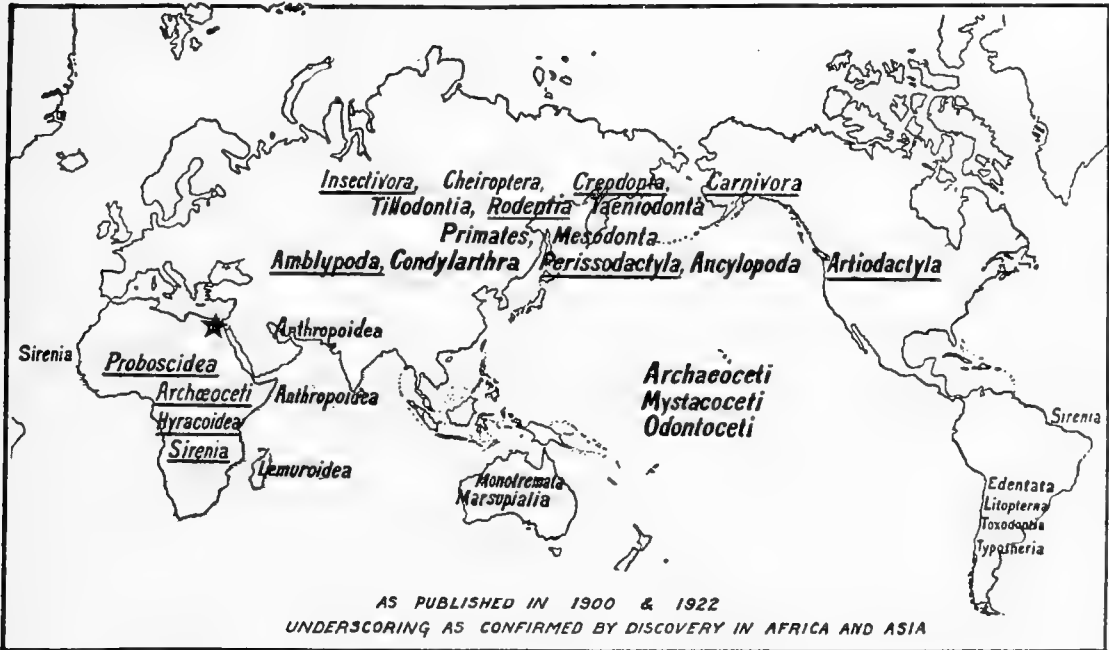 Insectivora, Cheiroptera, Creodonta, Carnivora
Tillodontia, Rodentia Taeniodonta
Primates, Mesodonta
Amblypoda, Condylarthra Perissodactyla, Ancylopoda Artiodactyla
Anthropoidea
Sirenia
Proboscidea
Archæoceti
Anthropoidea
Hyracoidea
Sirenia
Lemuroidea
Archaeoceti
Mystacoceti
Odontoceti
Monotremata
Marsupialia
Sirenia
Edentata
Litopterna
Toxodontia
Typotheria
AS PUBLISHED IN 1900 & 1922
UNDERSCORING AS CONFIRMED BY DISCOVERY IN AFRICA AND ASIA